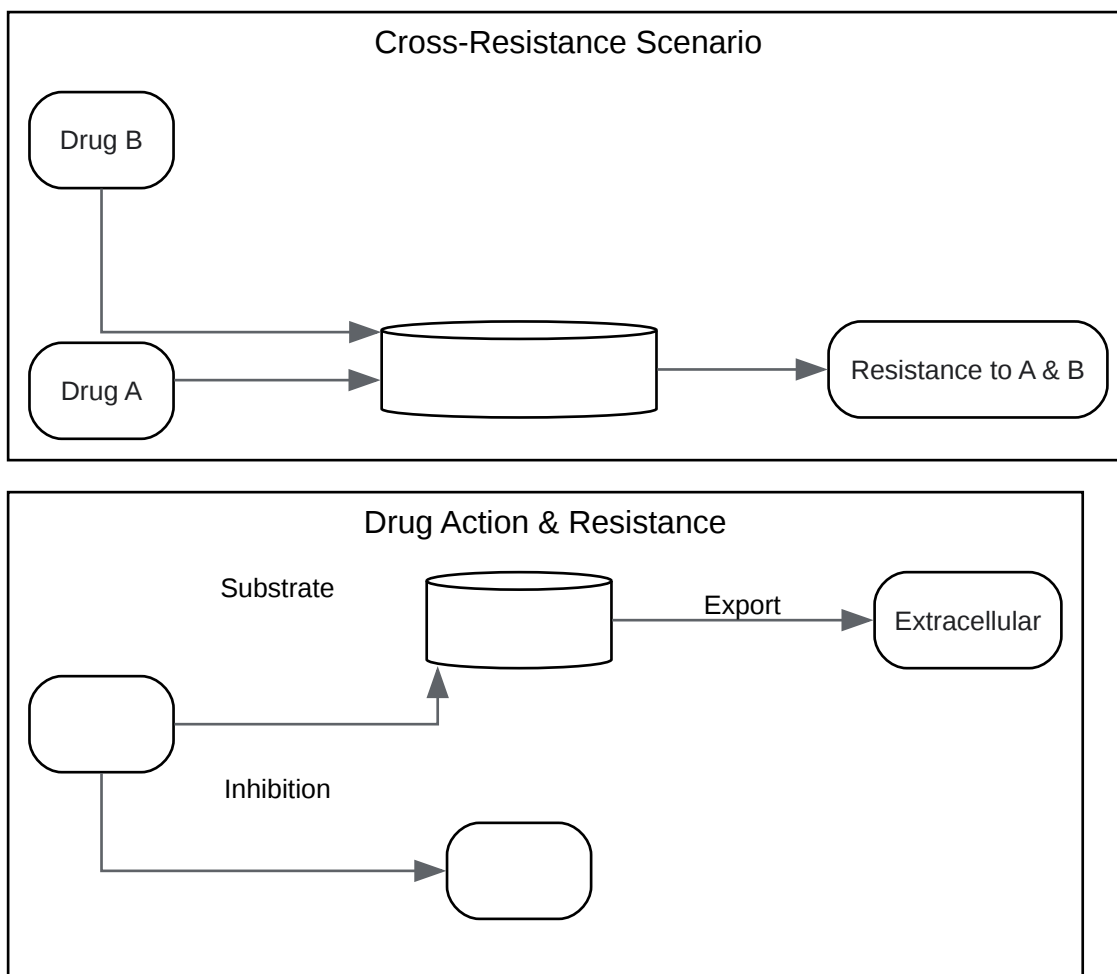 Cross-Resistance Scenario
Drug B
Drug A
Resistance to A & B
Drug Action & Resistance
Substrate
Export
Extracellular
Inhibition